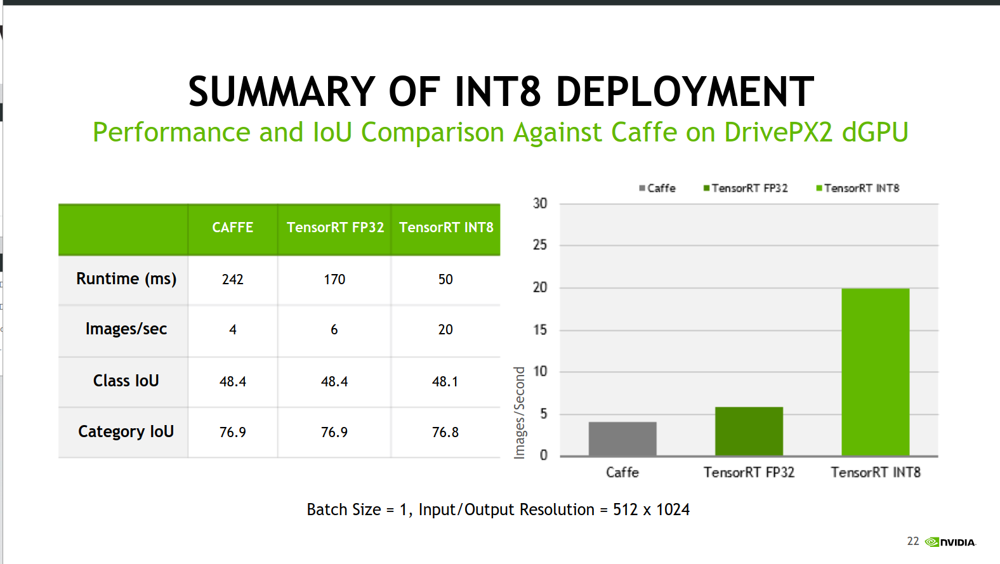 SUMMARY OF INT8 DEPLOYMENT
Performance and IoU Comparison Against Caffe on DrivePX2 dGPU
CAFFE TensorRT FP32 TensorRT INT8
Runtime (ms) 242 170 50
Images/sec 4 6 20
Class IoU 48.4 48.4 48.1
Category IoU 76.9 76.9 76.8
Caffe TensorRT FP32 TensorRT INT8
30
25
20
15
10
5
0
Images/Second
Caffe TensorRT FP32 TensorRT INT8
Batch Size = 1, Input/Output Resolution = 512 x 1024
22 NVIDIA